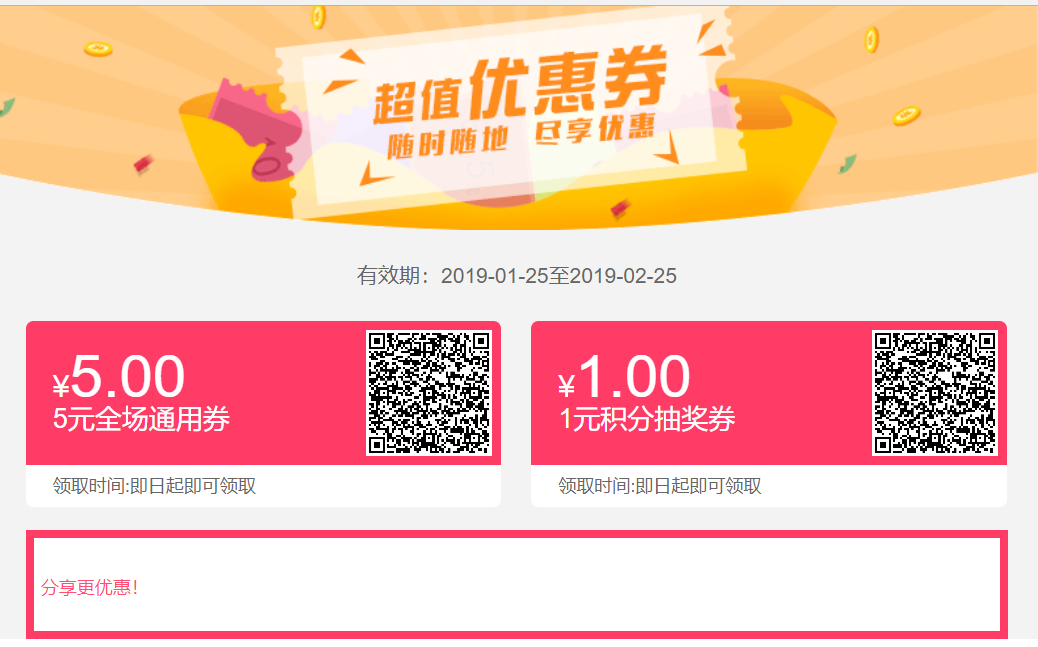 超值优惠券
随时随地 尽享优惠
有效期：2019-01-25至2019-02-25
¥5.00
5元全场通用券
领取时间:即日起即可领取
¥1.00
1元积分抽奖券
领取时间:即日起即可领取
分享更优惠!